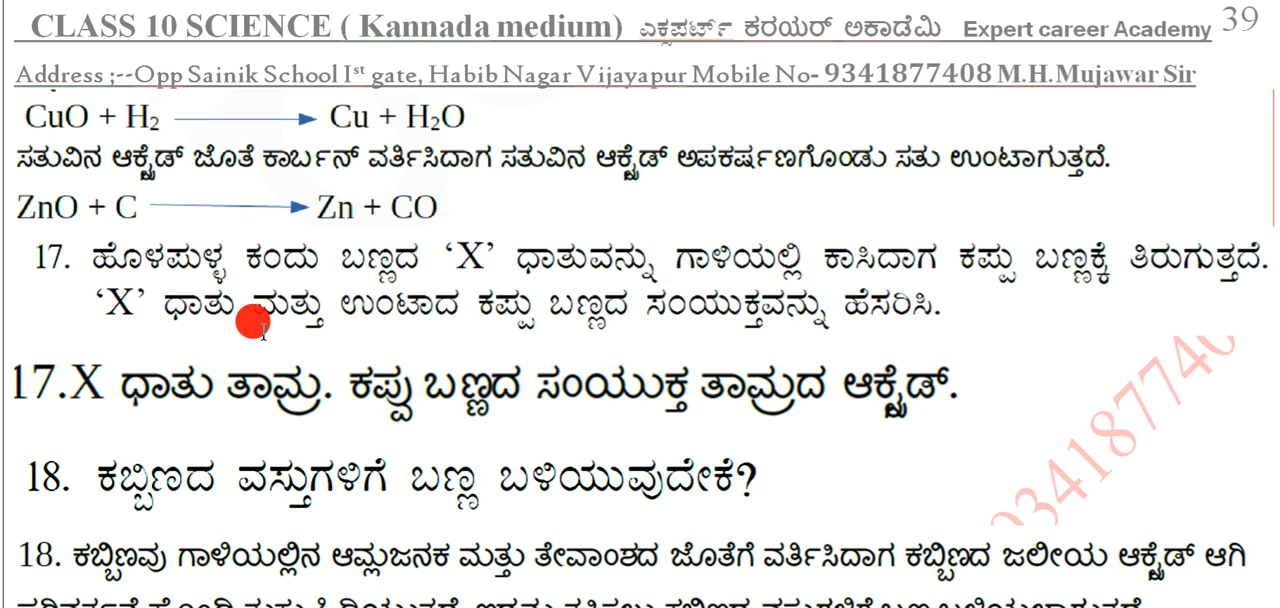 CLASS 10 SCIENCE ( Kannada medium) ಎಕ್ಸಪರ್ಟ್ ಕರಯರ್ ಅಕಾಡೆಮಿ Expert career Academy 39
Address ;--Opp Sainik School Ist gate, Habib Nagar Vijayapur Mobile No- 9341877408 M.H.Mujawar Sir
CuO + H₂ → Cu + H₂O
ಸತುವಿನ ಆಕ್ಸೈಡ್ ಜೊತೆ ಕಾರ್ಬನ್ ವರ್ತಿಸಿದಾಗ ಸತುವಿನ ಆಕ್ಸೈಡ್ ಅಪಕರ್ಷಣಗೊಂಡು ಸತು ಉಂಟಾಗುತ್ತದೆ.
ZnO + C → Zn + CO
17. ಹೊಳಪುಳ್ಳ ಕಂದು ಬಣ್ಣದ ‘X’ ಧಾತುವನ್ನು ಗಾಳಿಯಲ್ಲಿ ಕಾಸಿದಾಗ ಕಪ್ಪು ಬಣ್ಣಕ್ಕೆ ತಿರುಗುತ್ತದೆ.
‘X’ ಧಾತು ಮತ್ತು ಉಂಟಾದ ಕಪ್ಪು ಬಣ್ಣದ ಸಂಯುಕ್ತವನ್ನು ಹೆಸರಿಸಿ.
17.X ಧಾತು ತಾಮ್ರ. ಕಪ್ಪು ಬಣ್ಣದ ಸಂಯುಕ್ತ ತಾಮ್ರದ ಆಕ್ಸೈಡ್.
18. ಕಬ್ಬಿಣದ ವಸ್ತುಗಳಿಗೆ ಬಣ್ಣ ಬಳಿಯುವುದೇಕೆ?
18. ಕಬ್ಬಿಣವು ಗಾಳಿಯಲ್ಲಿನ ಆಮ್ಲಜನಕ ಮತ್ತು ತೇವಾಂಶದ ಜೊತೆಗೆ ವರ್ತಿಸಿದಾಗ ಕಬ್ಬಿಣದ ಜಲೀಯ ಆಕ್ಸೈಡ್ ಆಗಿ